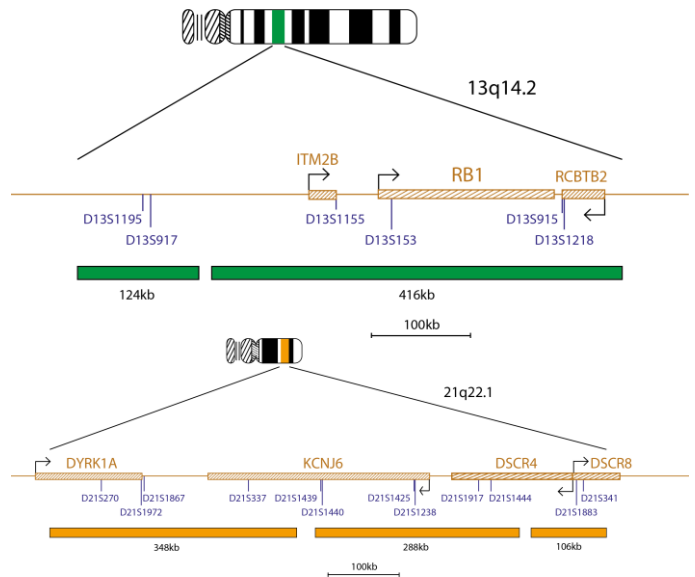 13q14.2
ITM2B
RB1
RCBTB2
D13S1195
D13S917
D13S1155
D13S153
D13S915
D13S1218
124kb
416kb
100kb
21q22.1
DYRK1A
KCNJ6
DSCR4
DSCR8
D21S270
D21S1972
D21S1867
D21S337
D21S1439
D21S1440
D21S1425
D21S1238
D21S1917
D21S1444
D21S1883
D21S341
348kb
288kb
106kb
100kb